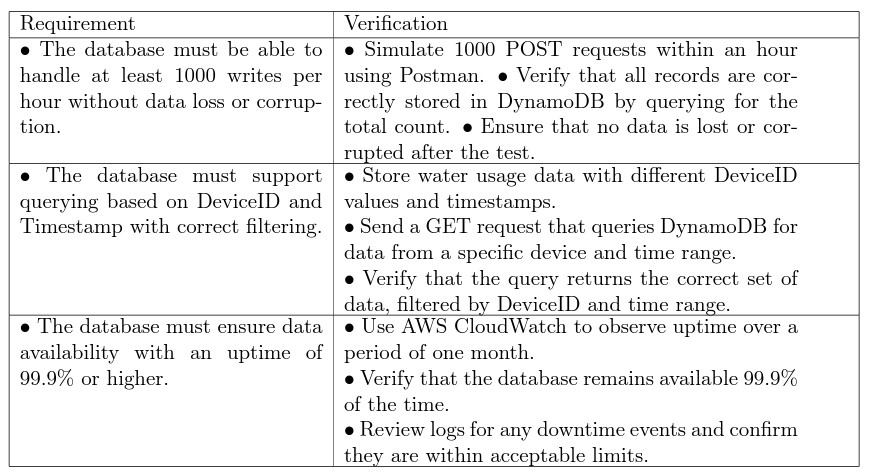 Requirement
Verification
• The database must be able to
handle at least 1000 writes per
hour without data loss or corrup-
tion.
• Simulate 1000 POST requests within an hour
using Postman. • Verify that all records are cor-
rectly stored in DynamoDB by querying for the
total count. • Ensure that no data is lost or cor-
rupted after the test.
• The database must support
querying based on DeviceID and
Timestamp with correct filtering.
• Store water usage data with different DeviceID
values and timestamps.
• Send a GET request that queries DynamoDB for
data from a specific device and time range.
• Verify that the query returns the correct set of
data, filtered by DeviceID and time range.
• The database must ensure data
availability with an uptime of
99.9% or higher.
• Use AWS CloudWatch to observe uptime over a
period of one month.
• Verify that the database remains available 99.9%
of the time.
• Review logs for any downtime events and confirm
they are within acceptable limits.